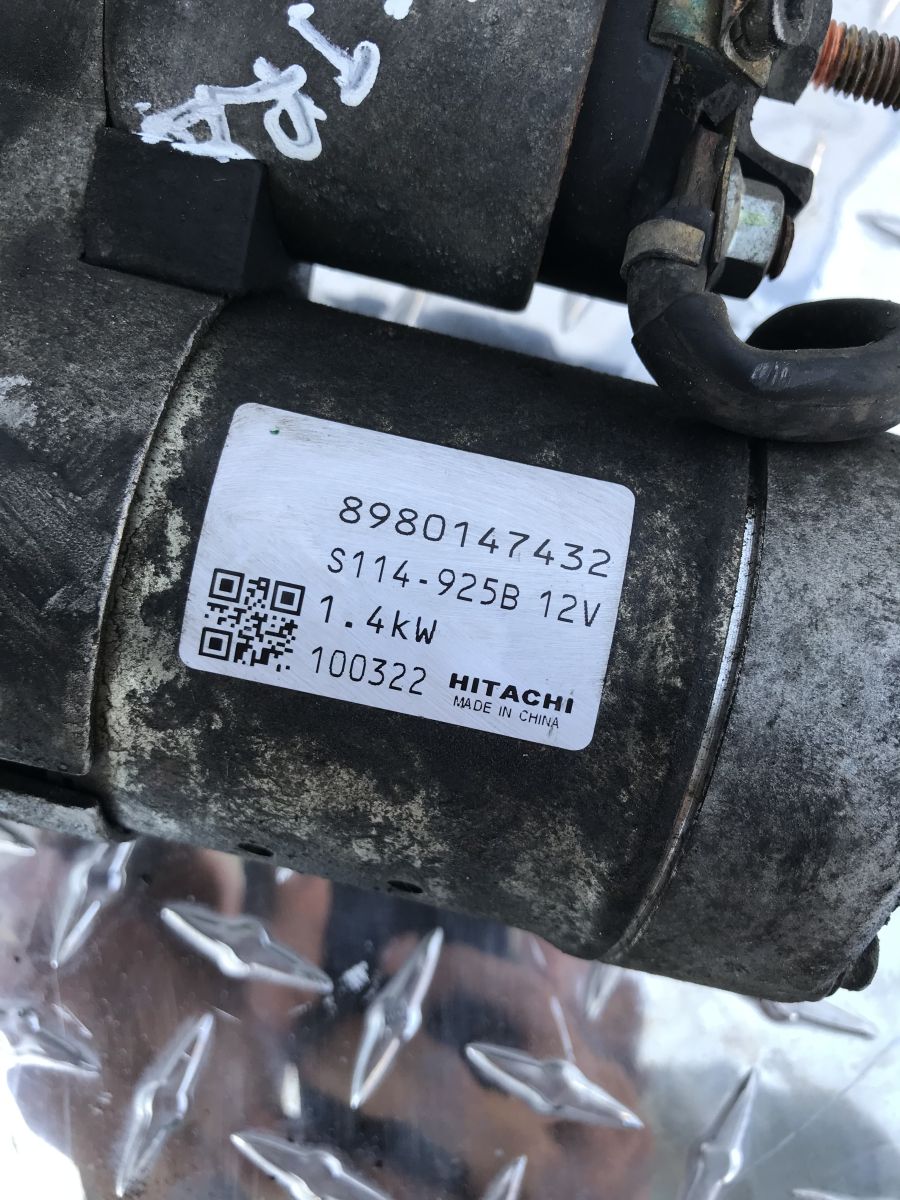 8980147432
S114-925B 12V
1.4kW
100322 HITACHI
MADE IN CHINA